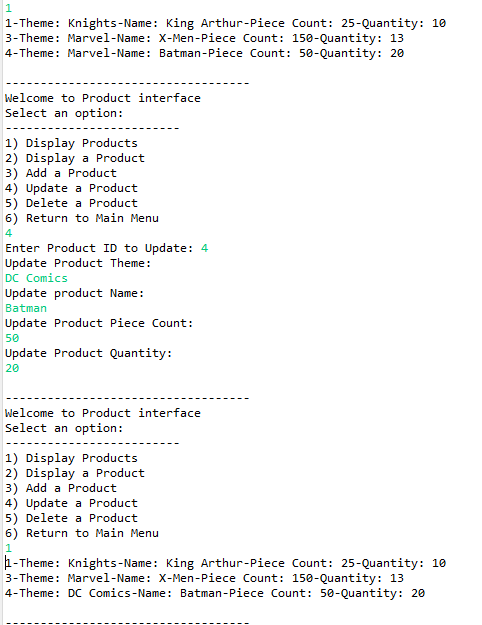 1
1-Theme: Knights-Name: King Arthur-Piece Count: 25-Quantity: 10
3-Theme: Marvel-Name: X-Men-Piece Count: 150-Quantity: 13
4-Theme: Marvel-Name: Batman-Piece Count: 50-Quantity: 20
-----------------------------------
Welcome to Product interface
Select an option:
-------------------------
1) Display Products
2) Display a Product
3) Add a Product
4) Update a Product
5) Delete a Product
6) Return to Main Menu
4
Enter Product ID to Update: 4
Update Product Theme:
DC Comics
Update product Name:
Batman
Update Product Piece Count:
50
Update Product Quantity:
20
-----------------------------------
Welcome to Product interface
Select an option:
-------------------------
1) Display Products
2) Display a Product
3) Add a Product
4) Update a Product
5) Delete a Product
6) Return to Main Menu
1
1-Theme: Knights-Name: King Arthur-Piece Count: 25-Quantity: 10
3-Theme: Marvel-Name: X-Men-Piece Count: 150-Quantity: 13
4-Theme: DC Comics-Name: Batman-Piece Count: 50-Quantity: 20
-----------------------------------